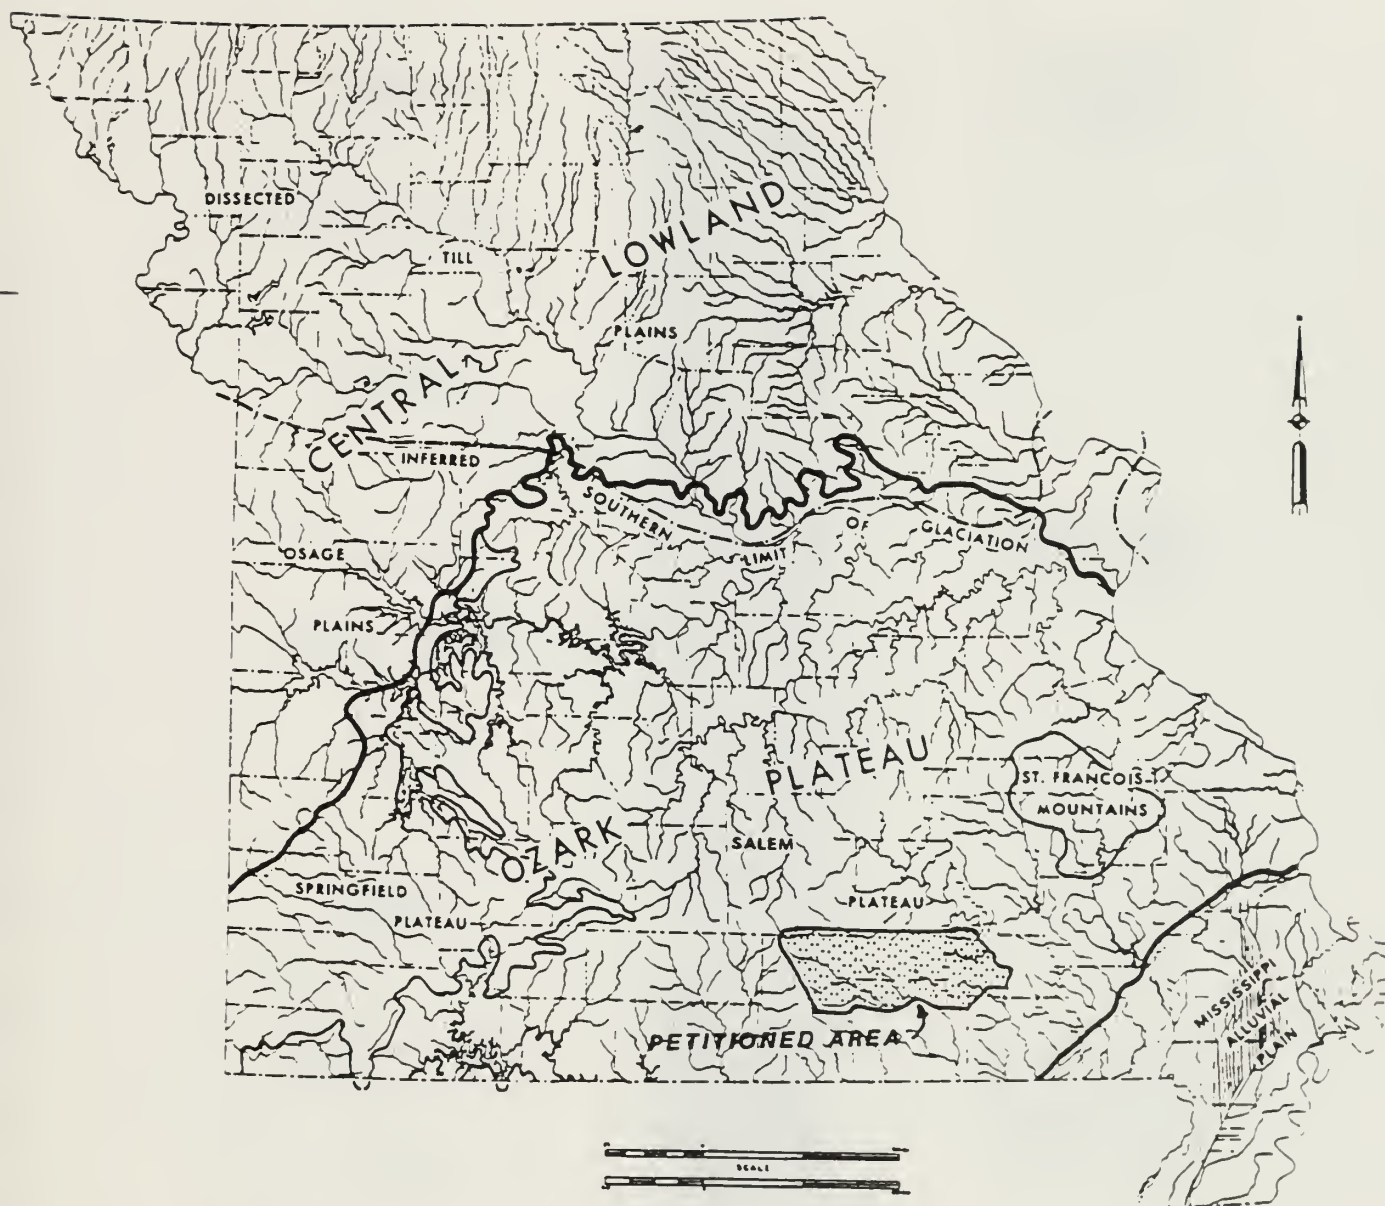 DISSECTED
LOWLAND
TILL
PLAINS
CENTRAL
INFERRED
SOUTHERN
LIMIT
OF
GLACIATION
OSAGE
PLAINS
PLATEAU
ST. FRANCOIS
MOUNTAINS
OZARK
SALEM
SPRINGFIELD
PLATEAU
PLATEAU
MISSISSIPPI
ALLUVIAL
PLAIN
PETITIONED AREA
SCALE